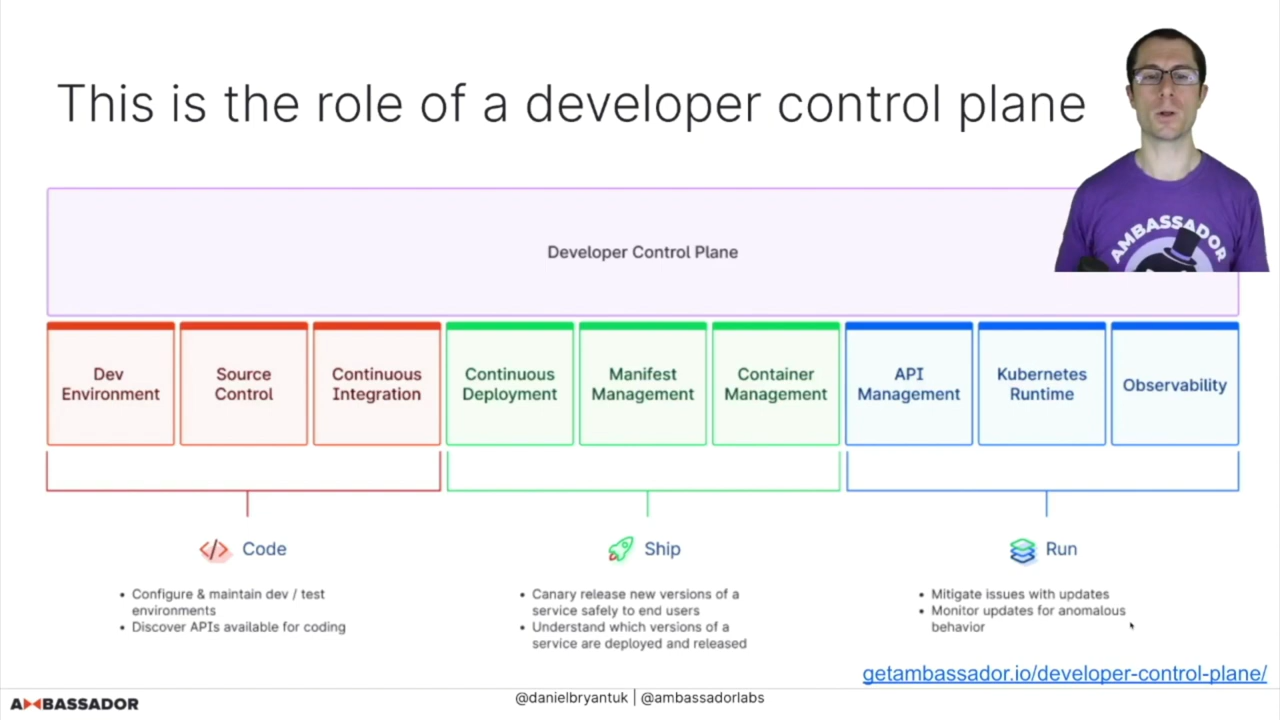 This is the role of a developer control plane
AMBASSADOR
Developer Control Plane
Dev
Environment
Source
Control
Continuous
Integration
Continuous
Deployment
Manifest
Management
Container
Management
API
Management
Kubernetes
Runtime
Observability
</> Code
Ship
Run
• Configure & maintain dev / test
environments
• Discover APIs available for coding
• Canary release new versions of a
service safely to end users
• Understand which versions of a
service are deployed and released
• Mitigate issues with updates
• Monitor updates for anomalous
behavior
getambassador.io/developer-control-plane/
AMBASSADOR
@danielbryantuk | @ambassadorlabs